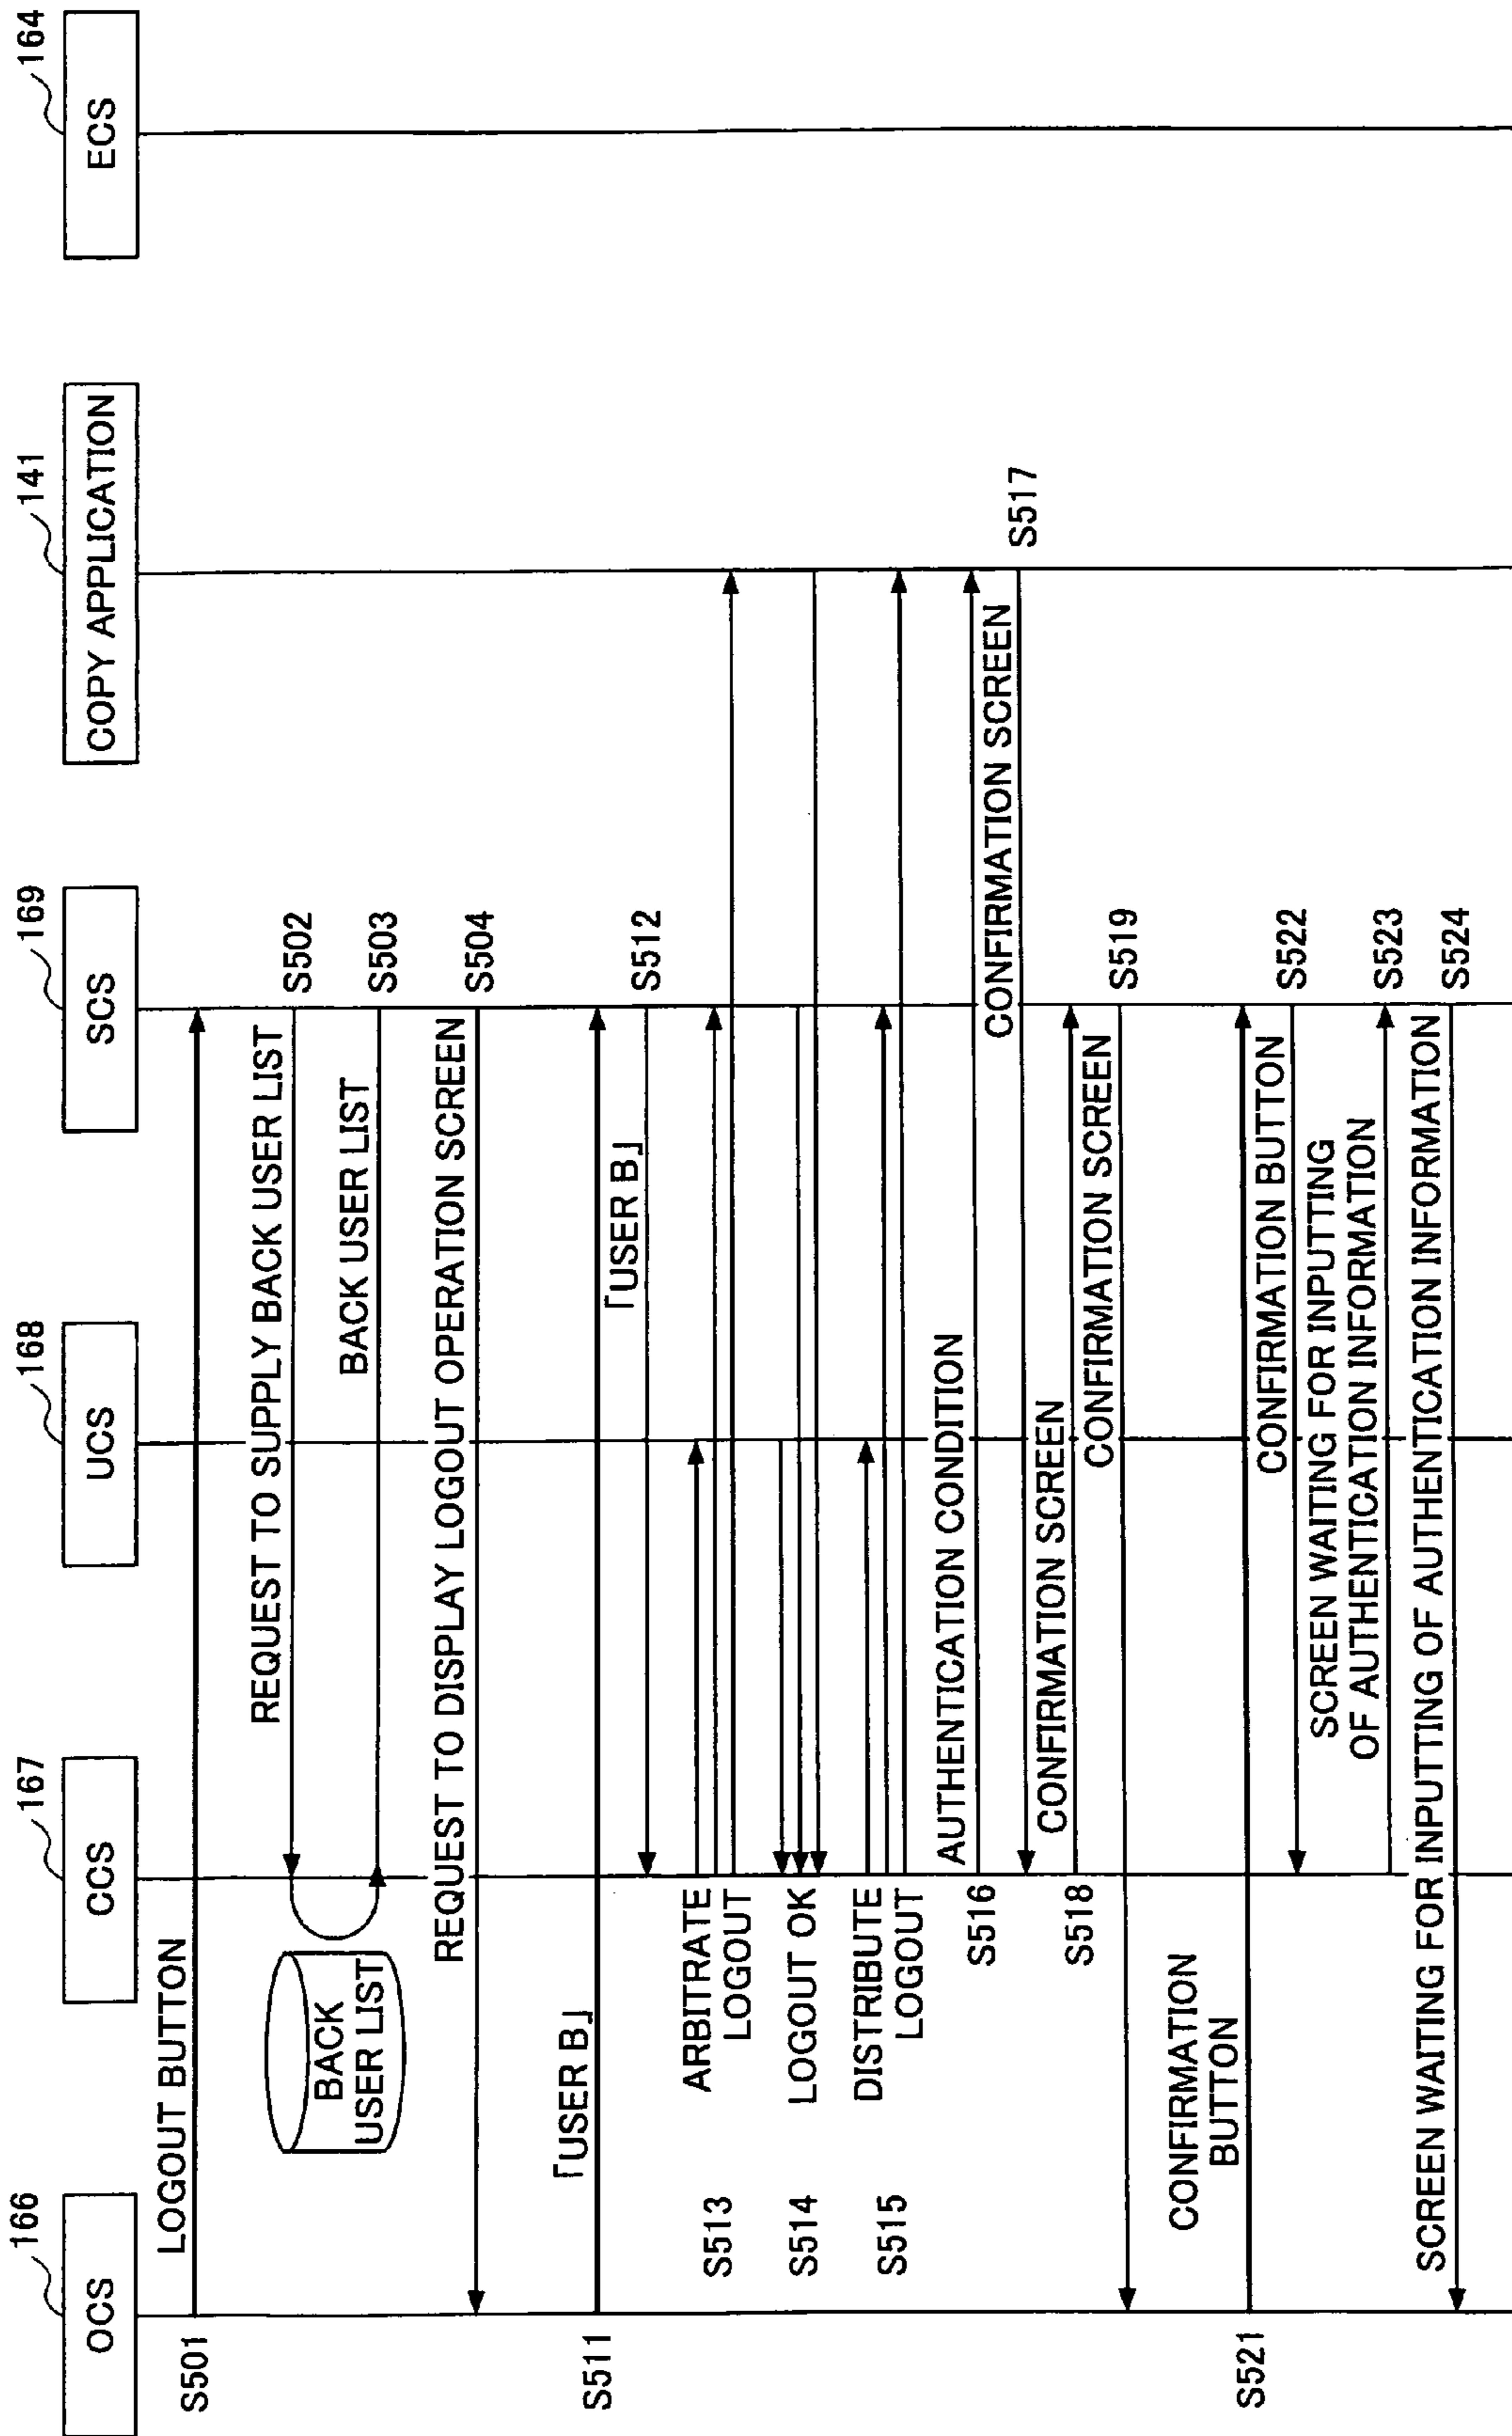 166
167
168
169
141
164
OCS
CCS
UCS
SCS
COPY APPLICATION
ECS
S501
LOGOUT BUTTON
REQUEST TO SUPPLY BACK USER LIST
S502
BACK
USER LIST
BACK USER LIST
S503
REQUEST TO DISPLAY LOGOUT OPERATION SCREEN
S504
S511
「USER B」
「USER B」
S512
S513
ARBITRATE
LOGOUT
S514
LOGOUT OK
S515
DISTRIBUTE
LOGOUT
AUTHENTICATION CONDITION
S516
CONFIRMATION SCREEN
S517
CONFIRMATION SCREEN
S518
CONFIRMATION SCREEN
S519
S521
CONFIRMATION
BUTTON
CONFIRMATION BUTTON
S522
SCREEN WAITING FOR INPUTTING
OF AUTHENTICATION INFORMATION
S523
SCREEN WAITING FOR INPUTTING OF AUTHENTICATION INFORMATION
S524